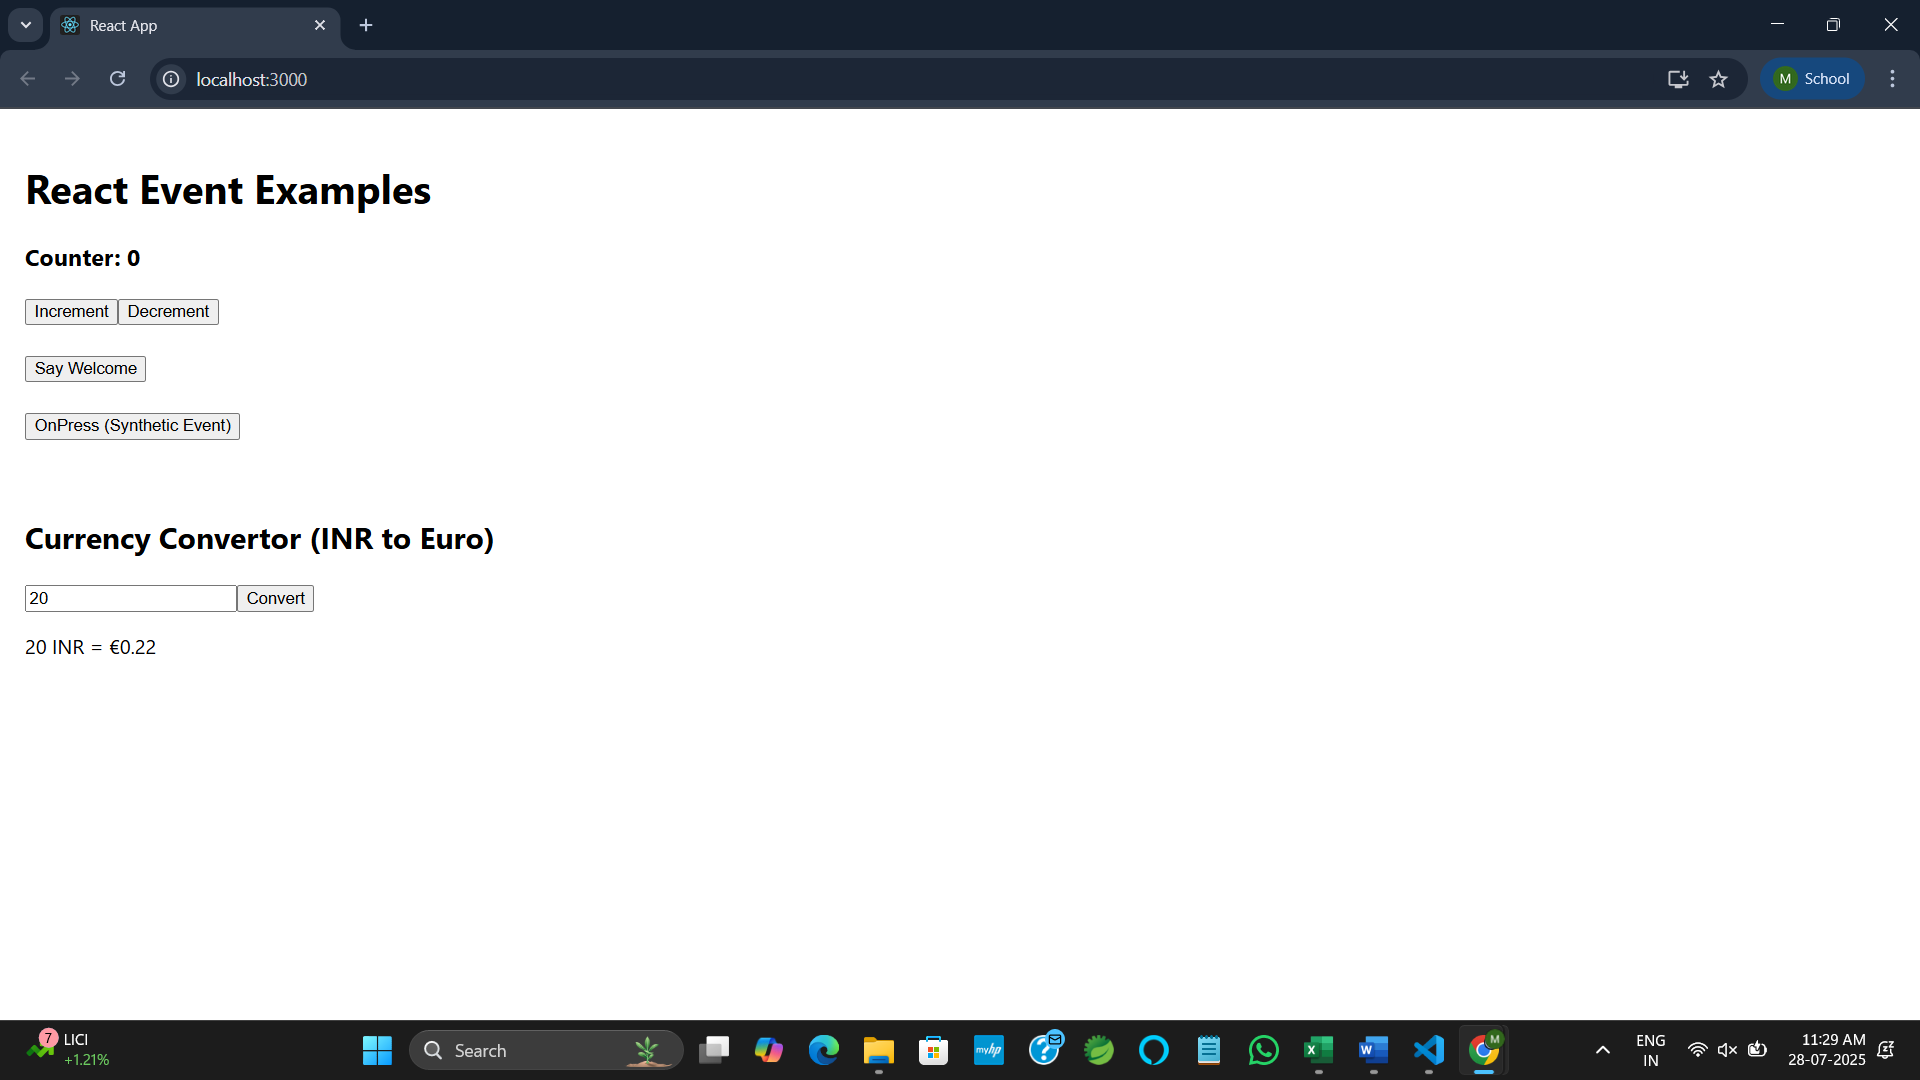 React App
localhost:3000
M School
React Event Examples
Counter: 0
Increment Decrement
Say Welcome
OnPress (Synthetic Event)
Currency Convertor (INR to Euro)
20 Convert
20 INR = €0.22
7 LICI
+1.21%
Search
myhp
M
ENG
IN
11:29 AM
28-07-2025